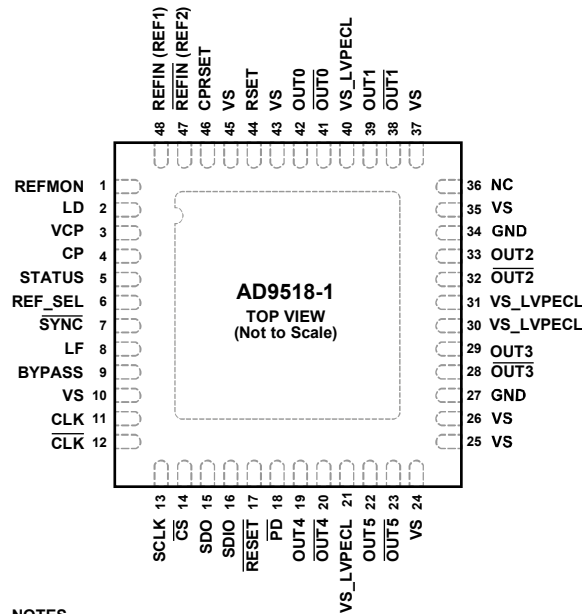 48 REFIN (REF1)
47 REFIN (REF2)
46 CPRSET
45 VS
44 RSET
43 VS
42 OUT0
41 OUT0
40 VS_LVPECL
39 OUT1
38 OUT1
37 VS
REFMON 1
LD 2
VCP 3
CP 4
STATUS 5
REF_SEL 6
SYNC 7
LF 8
BYPASS 9
VS 10
CLK 11
CLK 12
AD9518-1
TOP VIEW
(Not to Scale)
36 NC
35 VS
34 GND
33 OUT2
32 OUT2
31 VS_LVPECL
30 VS_LVPECL
29 OUT3
28 OUT3
27 GND
26 VS
25 VS
SCLK 13
CS 14
SDO 15
SDIO 16
RESET 17
PD 18
OUT4 19
OUT4 20
VS_LVPECL 21
OUT5 22
OUT5 23
VS 24